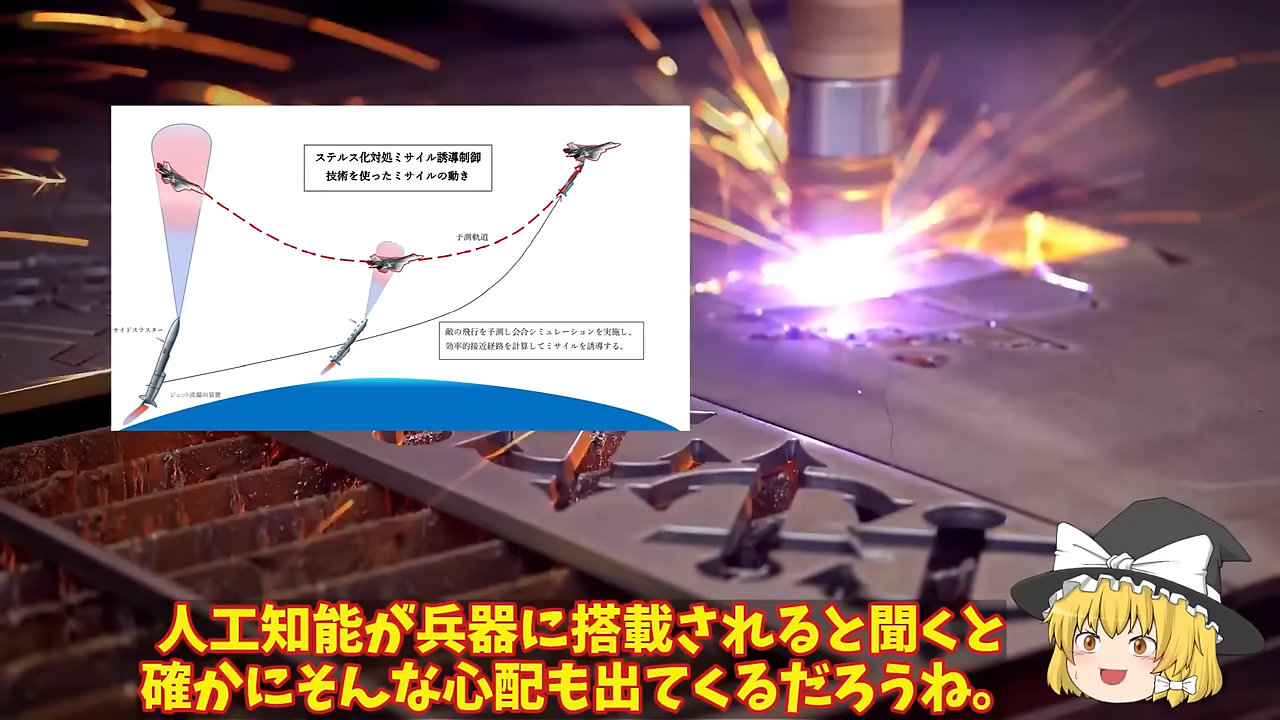 ステルス化対処ミサイル誘導制御
技術を使ったミサイルの動き
予測軌道
サイドスラスター
敵の飛行を予測し会合シミュレーションを実施し、
効率的接近経路を計算してミサイルを誘導する。
ジェット流偏向装置
人工知能が兵器に搭載されると聞くと
確かにそんな心配も出てくるだろうね。